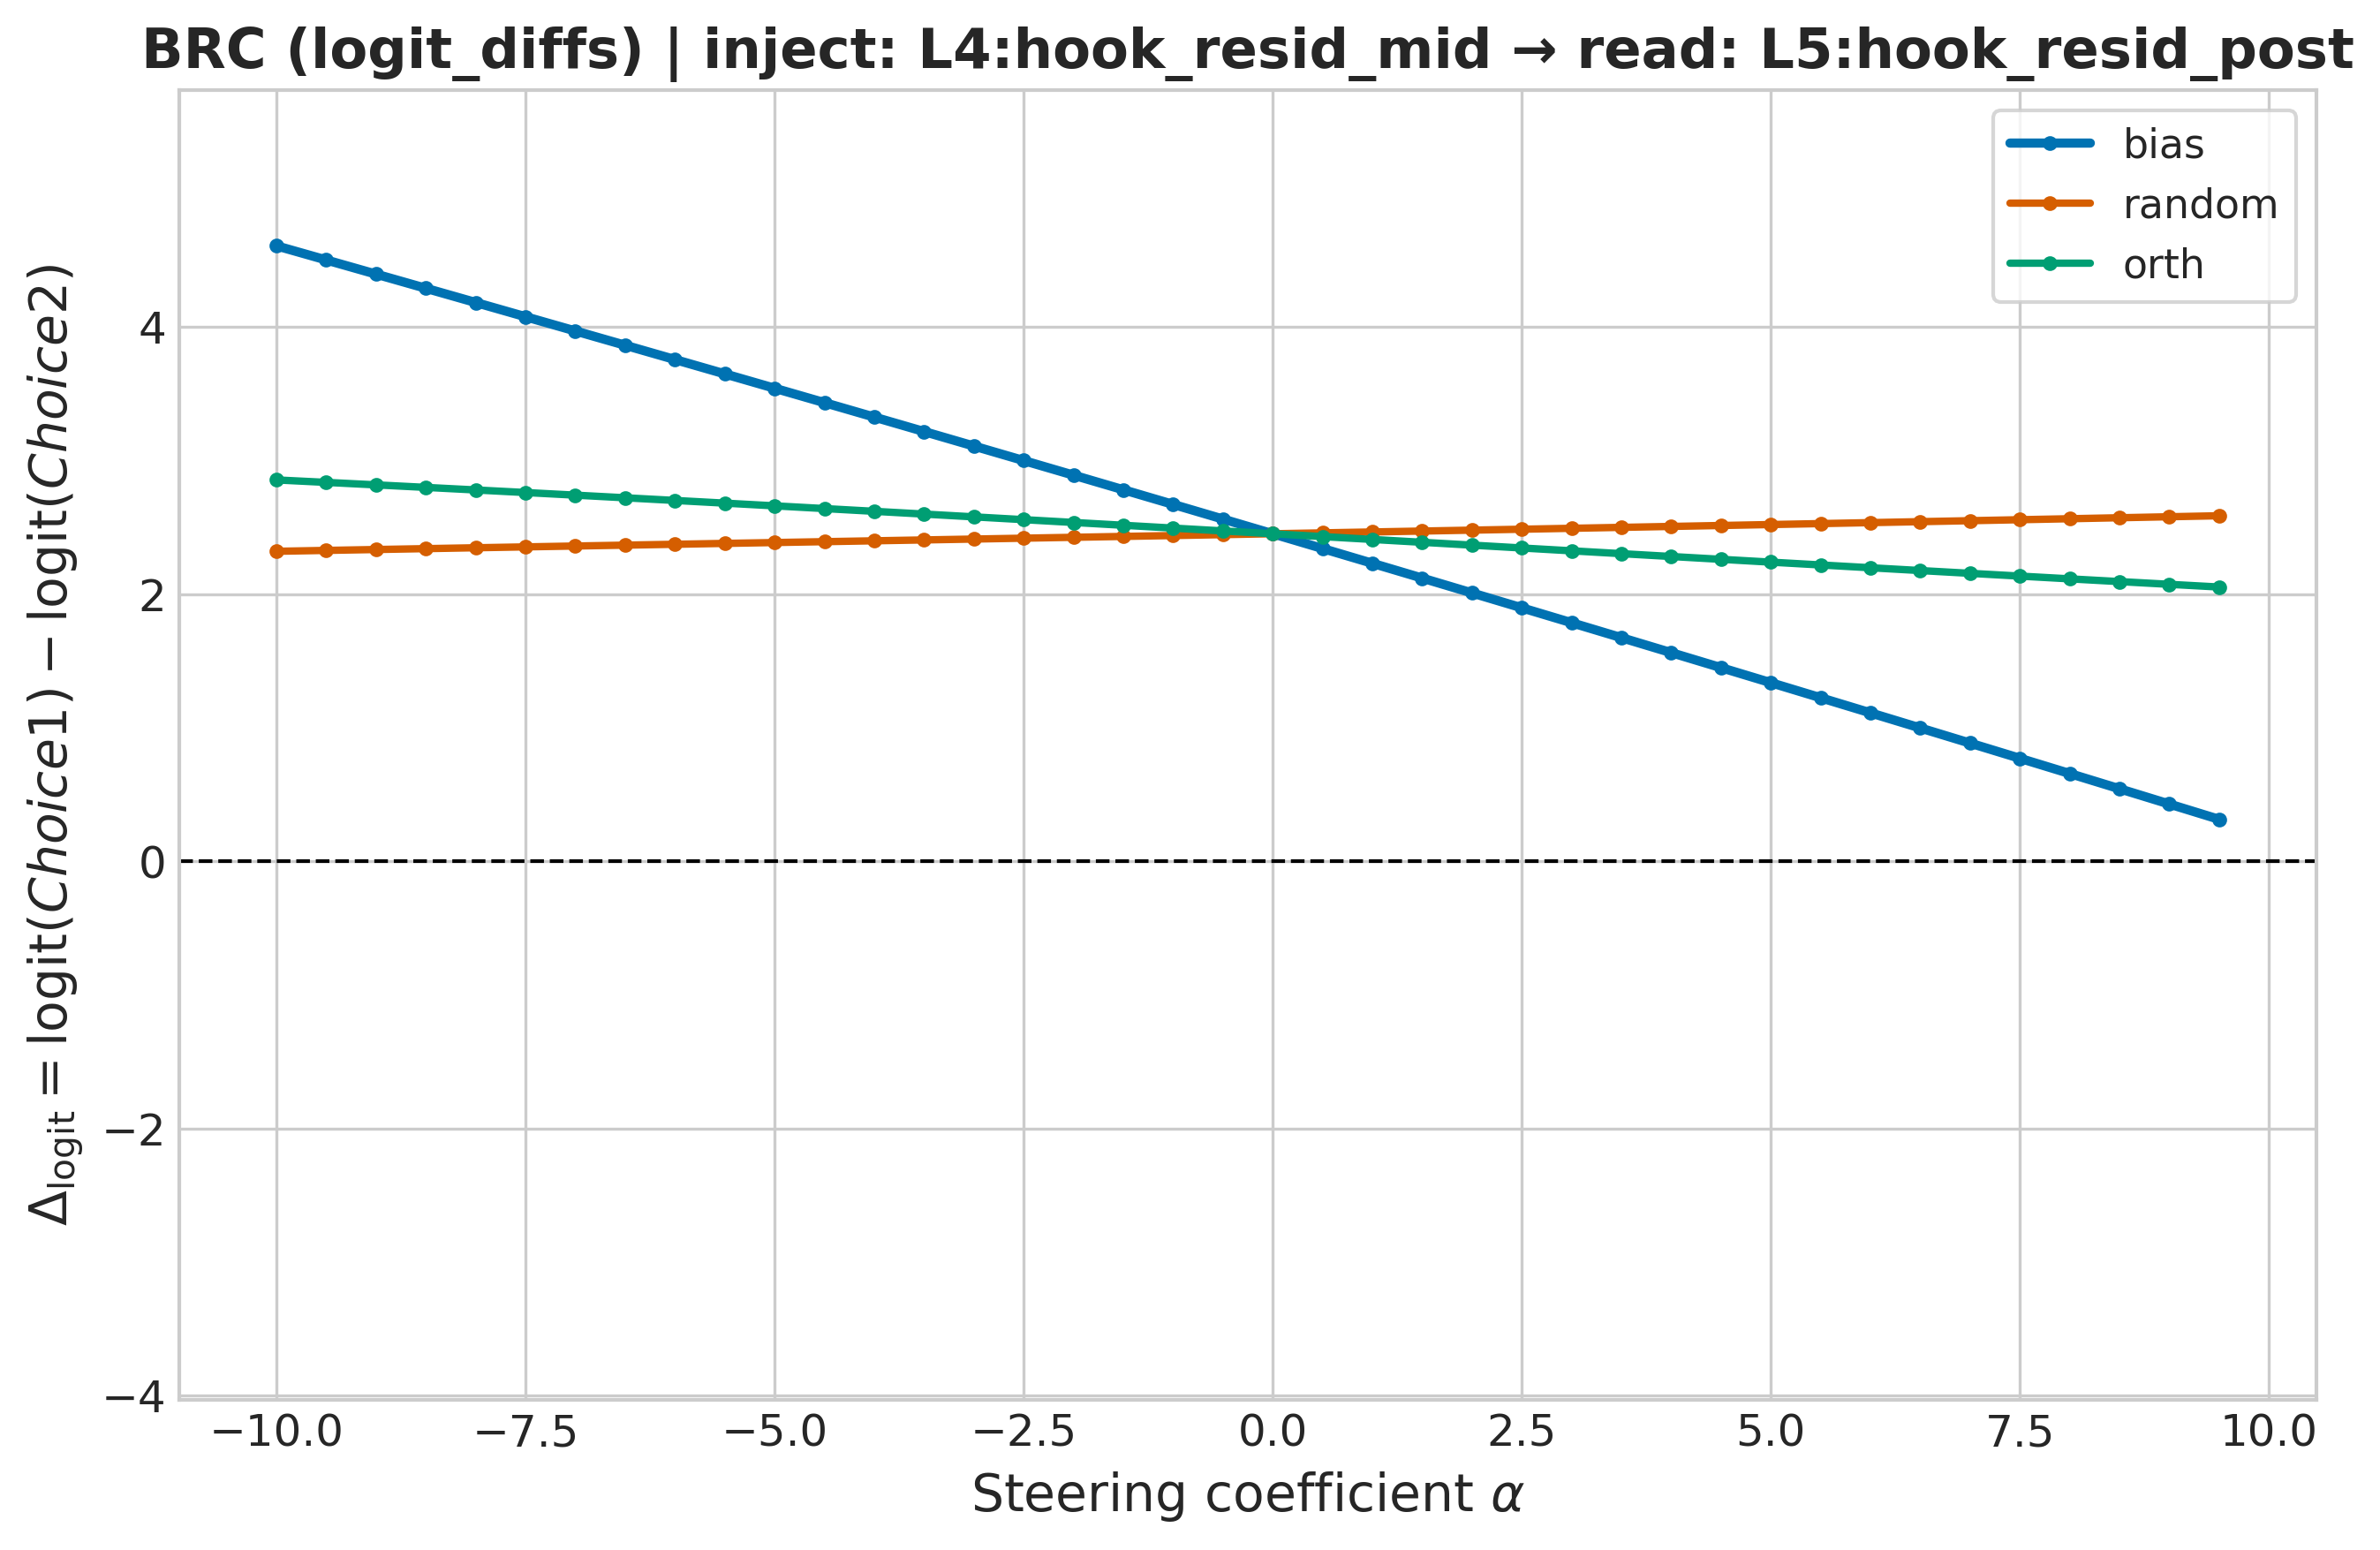 BRC (logit_diffs) | inject: L4:hook_resid_mid → read: L5:hook_resid_post
bias
random
orth
Δlogit = logit(Choice1) − logit(Choice2)
4
2
0
−2
−4
−10.0 −7.5 −5.0 −2.5 0.0 2.5 5.0 7.5 10.0
Steering coefficient α